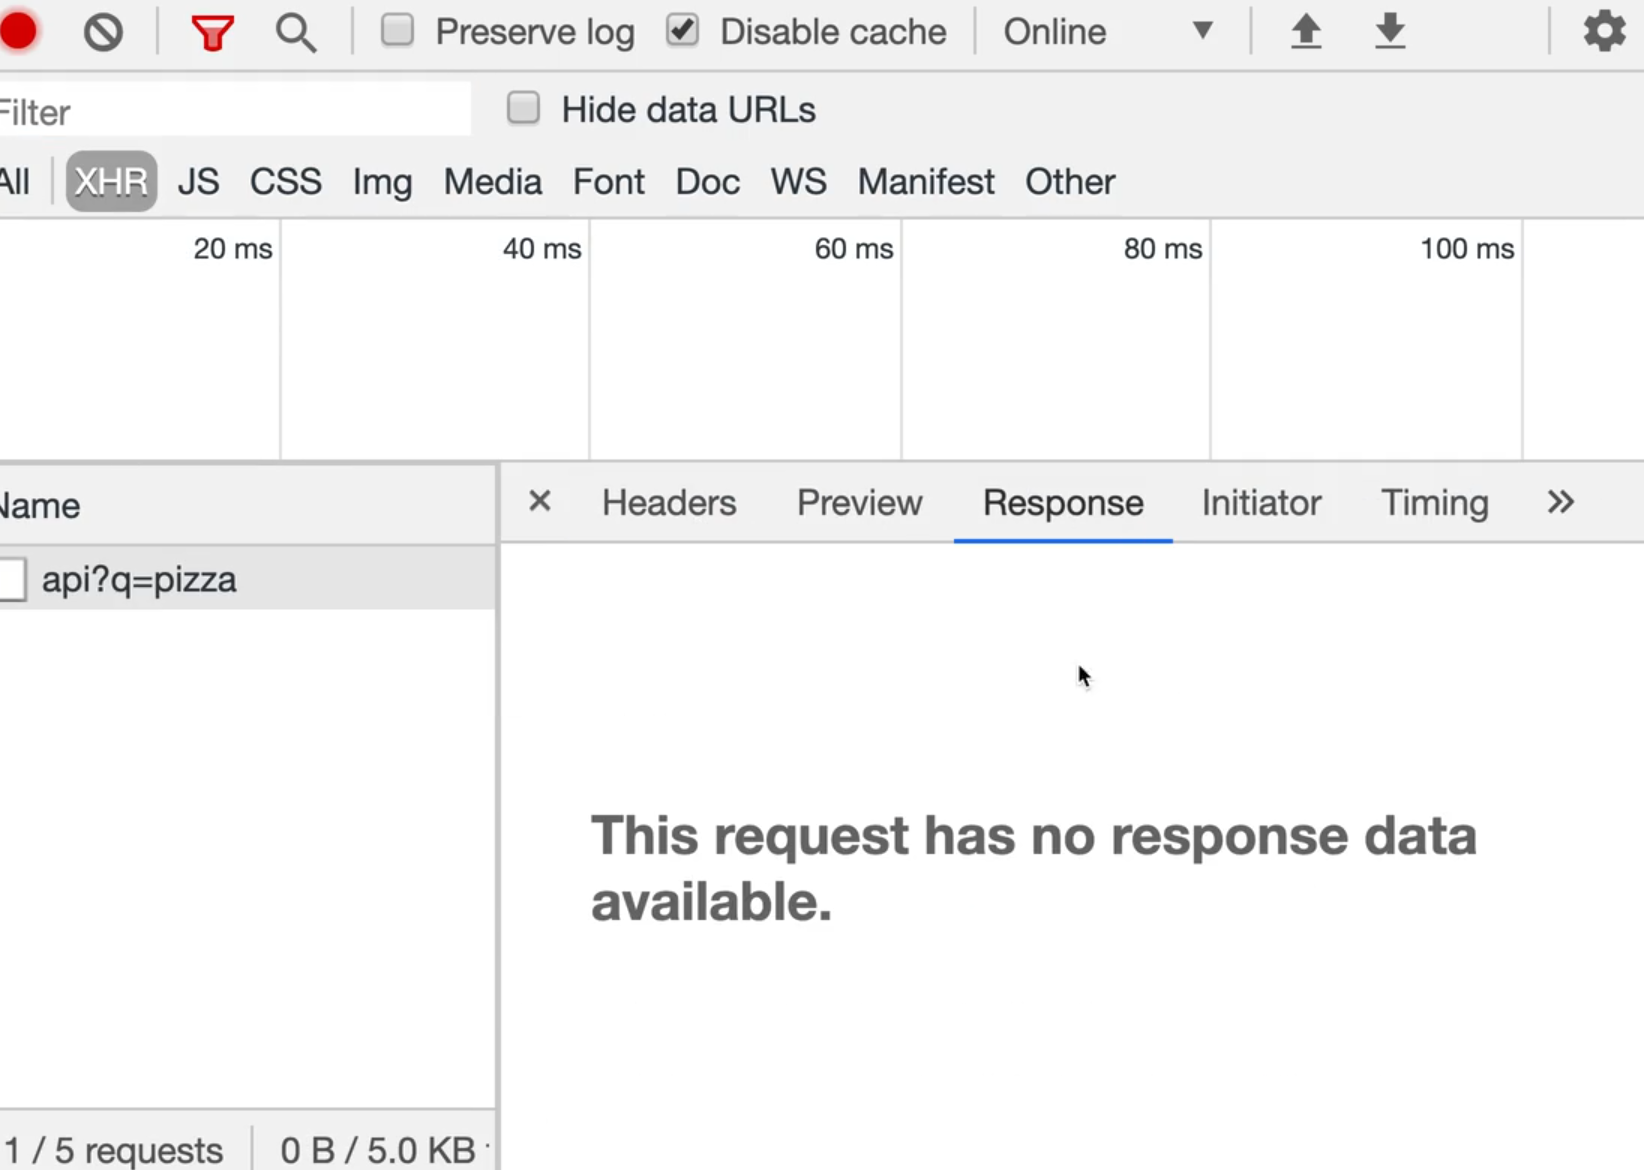 Preserve log Disable cache Online
Filter Hide data URLs
All XHR JS CSS Img Media Font Doc WS Manifest Other
20 ms 40 ms 60 ms 80 ms 100 ms
Name
Headers Preview Response Initiator Timing
api?q=pizza
This request has no response data
available.
1 / 5 requests 0 B / 5.0 KB